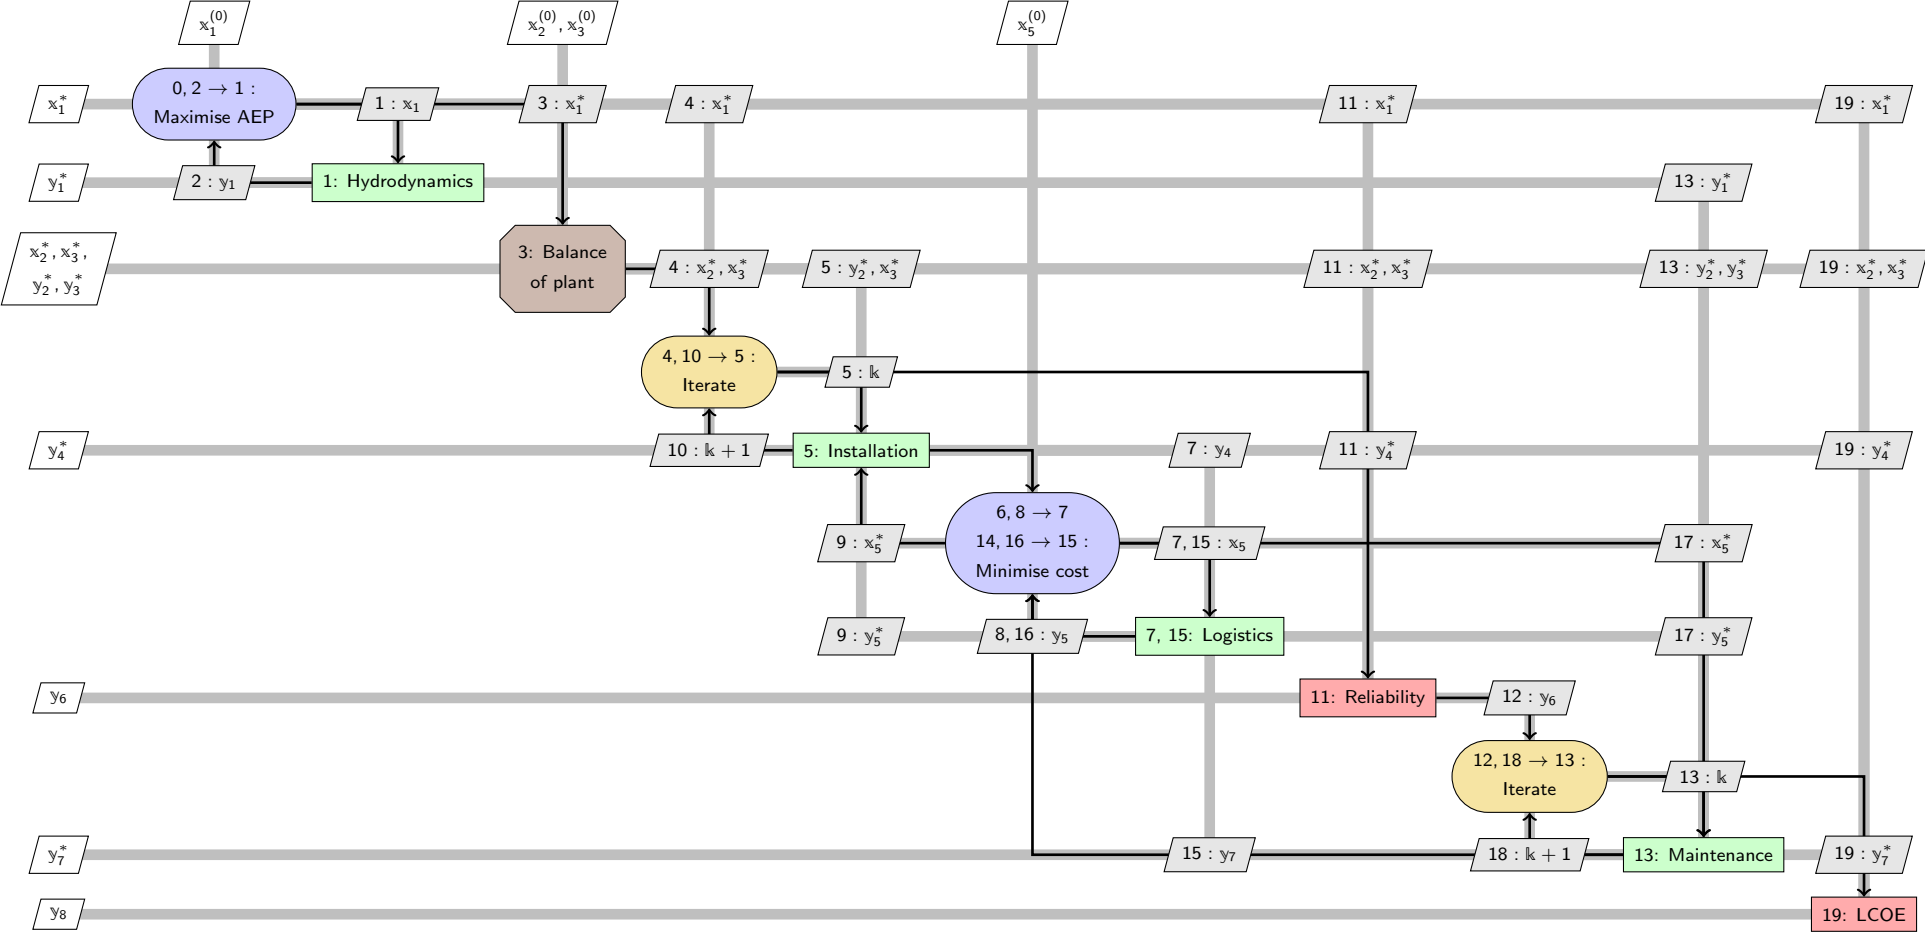 𝕩₁⁽⁰⁾
𝕩₂⁽⁰⁾, 𝕩₃⁽⁰⁾
𝕩₅⁽⁰⁾
𝕩₁*
0, 2 → 1 :
Maximise AEP
1 : 𝕩₁
3 : 𝕩₁*
4 : 𝕩₁*
11 : 𝕩₁*
19 : 𝕩₁*
𝕪₁*
2 : 𝕪₁
1: Hydrodynamics
13 : 𝕪₁*
𝕩₂*, 𝕩₃*,
𝕪₂*, 𝕪₃*
3: Balance
of plant
4 : 𝕩₂*, 𝕩₃*
5 : 𝕪₂*, 𝕩₃*
11 : 𝕩₂*, 𝕩₃*
13 : 𝕪₂*, 𝕪₃*
19 : 𝕩₂*, 𝕩₃*
4, 10 → 5 :
Iterate
5 : 𝕜
𝕪₄*
10 : 𝕜 + 1
5: Installation
7 : 𝕪₄
11 : 𝕪₄*
19 : 𝕪₄*
9 : 𝕩₅*
6, 8 → 7
14, 16 → 15 :
Minimise cost
7, 15 : 𝕩₅
17 : 𝕩₅*
9 : 𝕪₅*
8, 16 : 𝕪₅
7, 15: Logistics
17 : 𝕪₅*
𝕪₆
11: Reliability
12 : 𝕪₆
12, 18 → 13 :
Iterate
13 : 𝕜
𝕪₇*
15 : 𝕪₇
18 : 𝕜 + 1
13: Maintenance
19 : 𝕪₇*
𝕪₈
19: LCOE